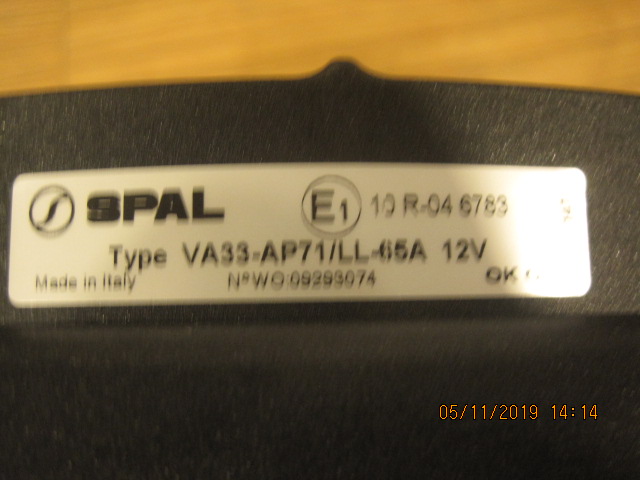 SPAL E1 10 R-04 6783
Type VA33-AP71/LL-65A 12V
Made in Italy N°WO:09293074 OK
05/11/2019 14:14